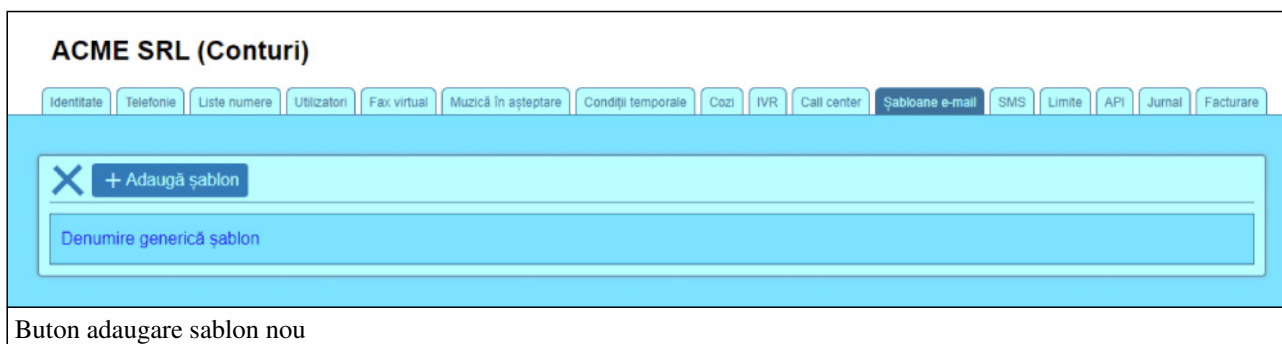 ACME SRL (Conturi)
Identitate Telefonie Liste numere Utilizatori Fax virtual Muzică în așteptare Condiții temporale Cozi IVR Call center Șabloane e-mail SMS Limite API Jurnal Facturare
+ Adaugă șablon
Denumire generică șablon
Buton adaugare sablon nou